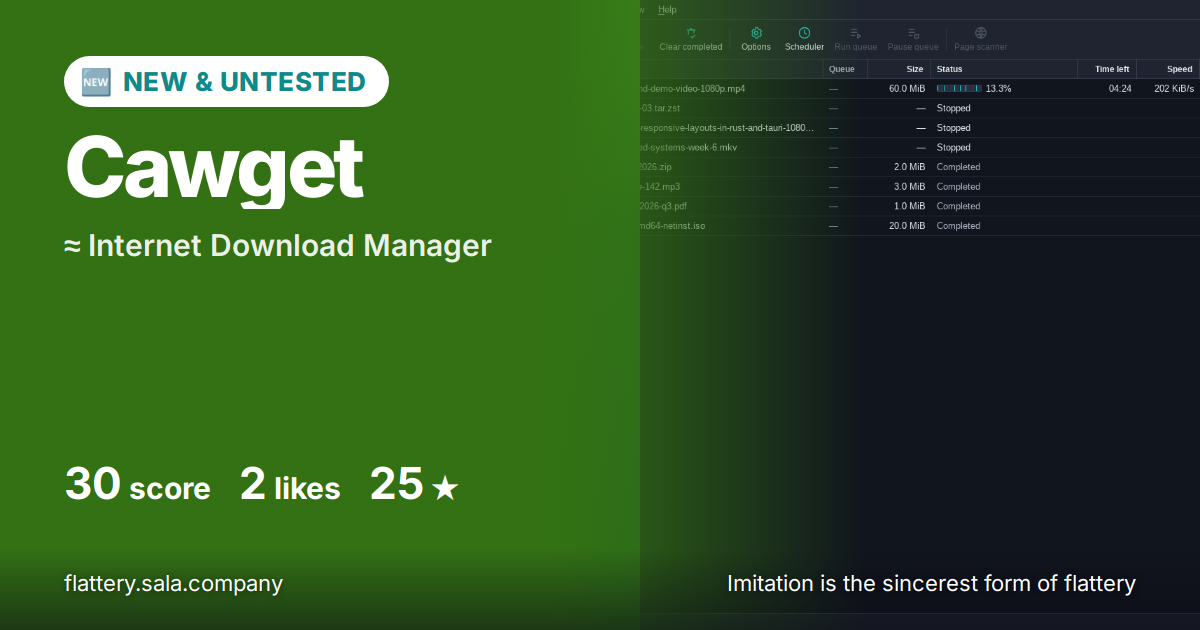 🆕 NEW & UNTESTED
Cawget
≈ Internet Download Manager
30 score 2 likes 25 ★
flattery.sala.company
Help
Clear completed Options Scheduler Run queue Pause queue Page scanner
Queue Size Status Time left Speed
-demo-video-1080p.mp4 — 60.0 MiB 13.3% 04:24 202 KiB/s
-03.tar.zst — — Stopped
-responsive-layouts-in-rust-and-tauri-1080... — — Stopped
ed-systems-week-6.mkv — — Stopped
2026.zip — 2.0 MiB Completed
-142.mp3 — 3.0 MiB Completed
2026-q3.pdf — 1.0 MiB Completed
md64-netinst.iso — 20.0 MiB Completed
Imitation is the sincerest form of flattery